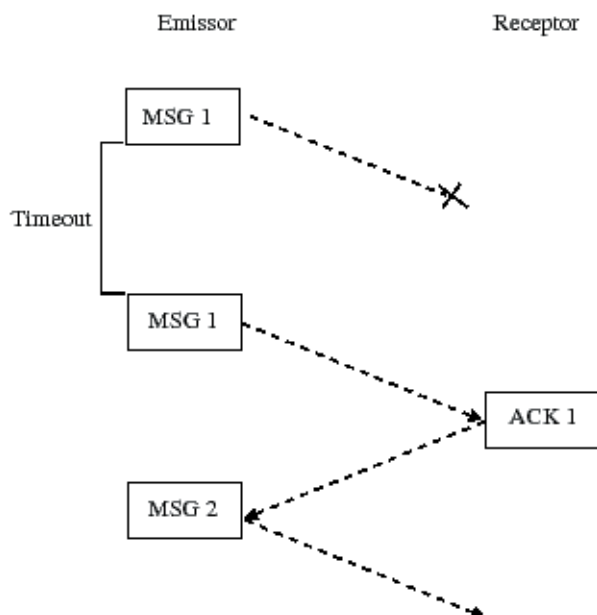 Emissor
Receptor
MSG 1
Timeout
MSG 1
ACK 1
MSG 2